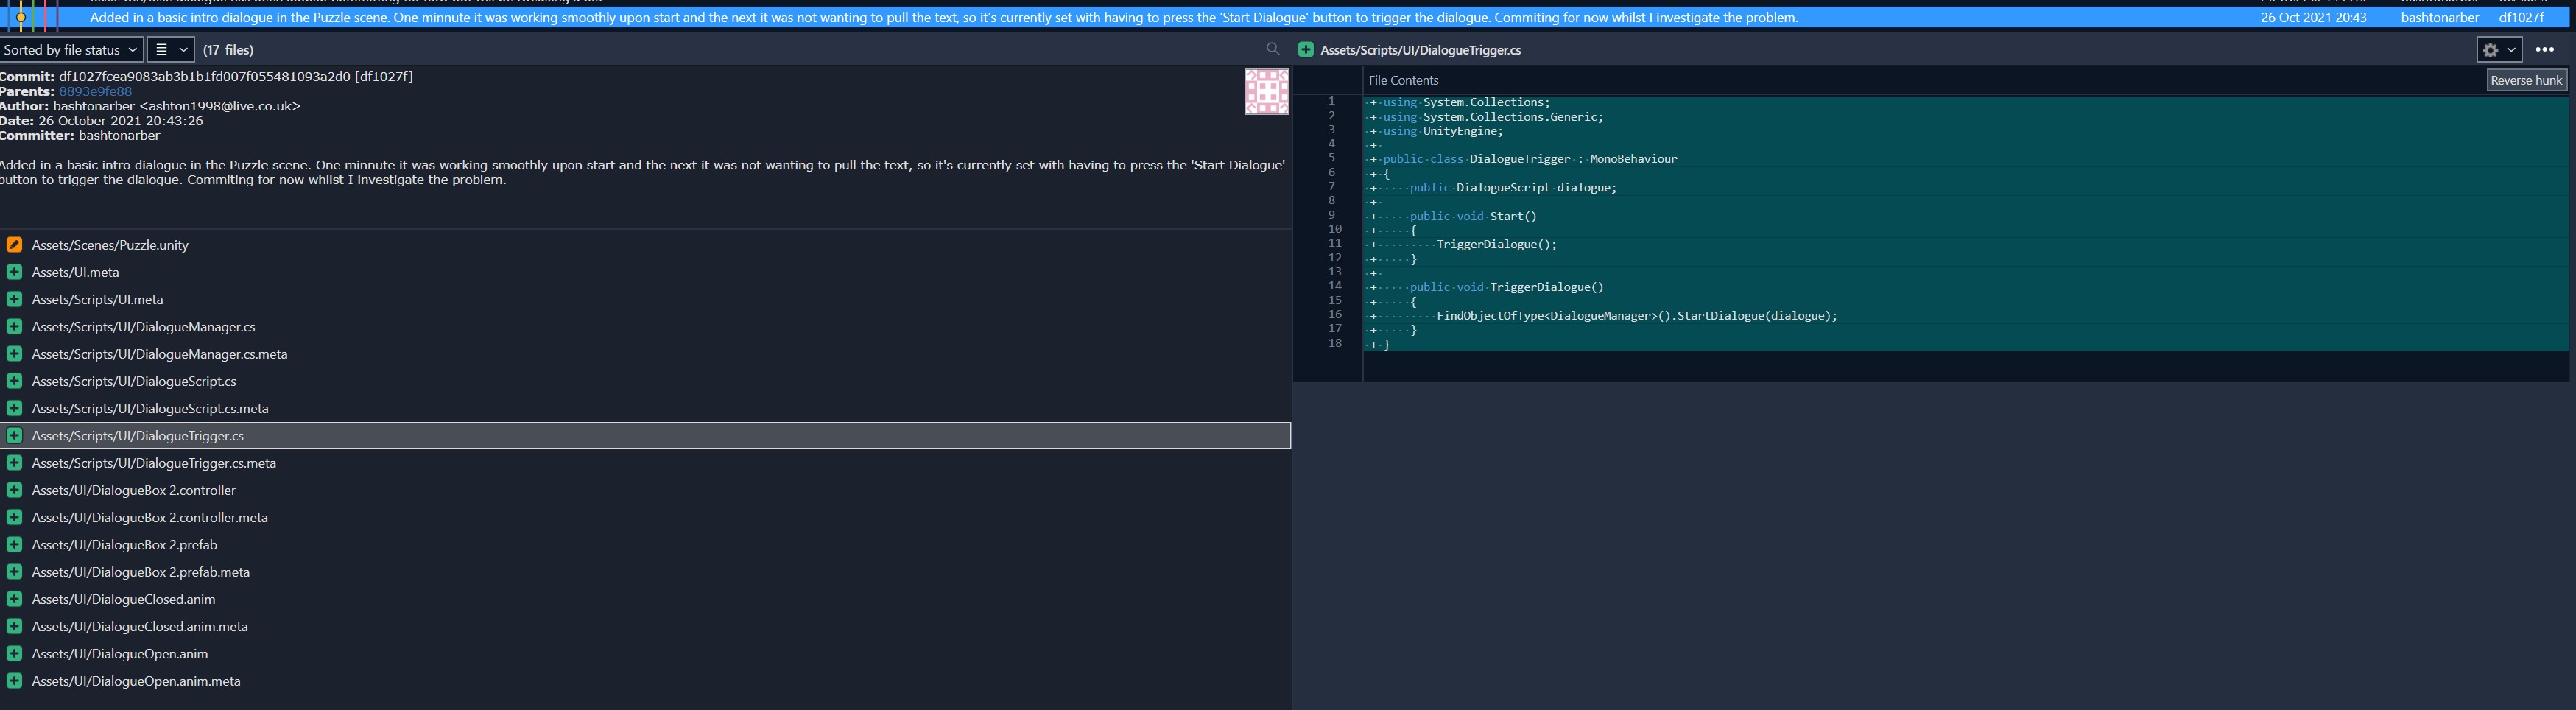 Added in a basic intro dialogue in the Puzzle scene. One minnute it was working smoothly upon start and the next it was not wanting to pull the text, so it's currently set with having to press the 'Start Dialogue' button to trigger the dialogue. Commiting for now whilst I investigate the problem. 26 Oct 2021 20:43 bashtonarber df1027f
Sorted by file status (17 files)
Commit: df1027fcea9083ab3b1b1fd007f055481093a2d0 [df1027f]
Parents: 8893e9fe88
Author: bashtonarber <ashton1998@live.co.uk>
Date: 26 October 2021 20:43:26
Committer: bashtonarber
Added in a basic intro dialogue in the Puzzle scene. One minnute it was working smoothly upon start and the next it was not wanting to pull the text, so it's currently set with having to press the 'Start Dialogue'
button to trigger the dialogue. Commiting for now whilst I investigate the problem.
Assets/Scenes/Puzzle.unity
Assets/UI.meta
Assets/Scripts/UI.meta
Assets/Scripts/UI/DialogueManager.cs
Assets/Scripts/UI/DialogueManager.cs.meta
Assets/Scripts/UI/DialogueScript.cs
Assets/Scripts/UI/DialogueScript.cs.meta
Assets/Scripts/UI/DialogueTrigger.cs
Assets/Scripts/UI/DialogueTrigger.cs.meta
Assets/UI/DialogueBox 2.controller
Assets/UI/DialogueBox 2.controller.meta
Assets/UI/DialogueBox 2.prefab
Assets/UI/DialogueBox 2.prefab.meta
Assets/UI/DialogueClosed.anim
Assets/UI/DialogueClosed.anim.meta
Assets/UI/DialogueOpen.anim
Assets/UI/DialogueOpen.anim.meta
Assets/Scripts/UI/DialogueTrigger.cs
File Contents
Reverse hunk
1 + using System.Collections;
2 + using System.Collections.Generic;
3 + using UnityEngine;
4 +
5 + public class DialogueTrigger : MonoBehaviour
6 + {
7 +     public DialogueScript dialogue;
8 +
9 +     public void Start()
10 +     {
11 +         TriggerDialogue();
12 +     }
13 +
14 +     public void TriggerDialogue()
15 +     {
16 +         FindObjectOfType<DialogueManager>().StartDialogue(dialogue);
17 +     }
18 + }